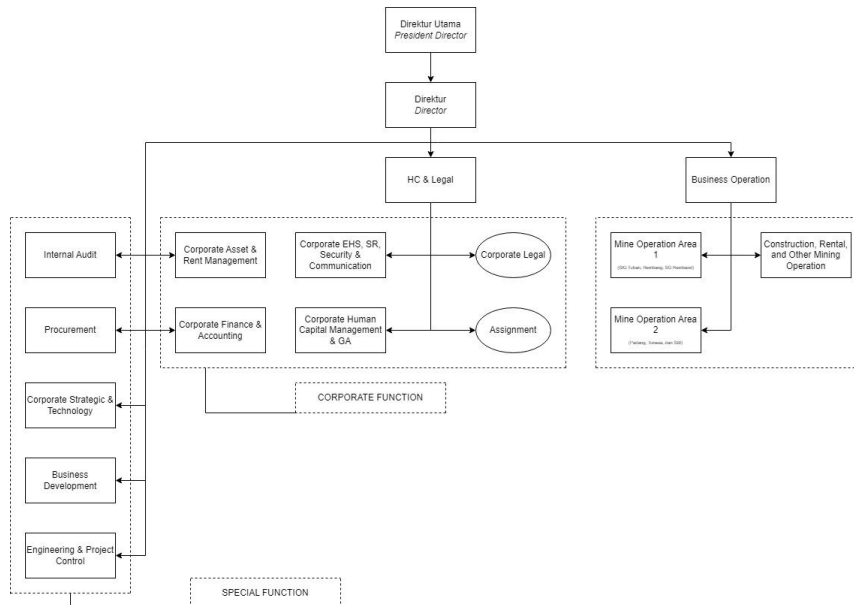 Direktur Utama
President Director
Direktur
Director
HC & Legal
Business Operation
Internal Audit
Corporate Asset &
Rent Management
Corporate EHS, SR,
Security &
Communication
Corporate Legal
Mine Operation Area
1
Construction, Rental,
and Other Mining
Operation
Procurement
Corporate Finance &
Accounting
Corporate Human
Capital Management
& GA
Assignment
Mine Operation Area
2
Corporate Strategic &
Technology
CORPORATE FUNCTION
Business
Development
Engineering & Project
Control
SPECIAL FUNCTION